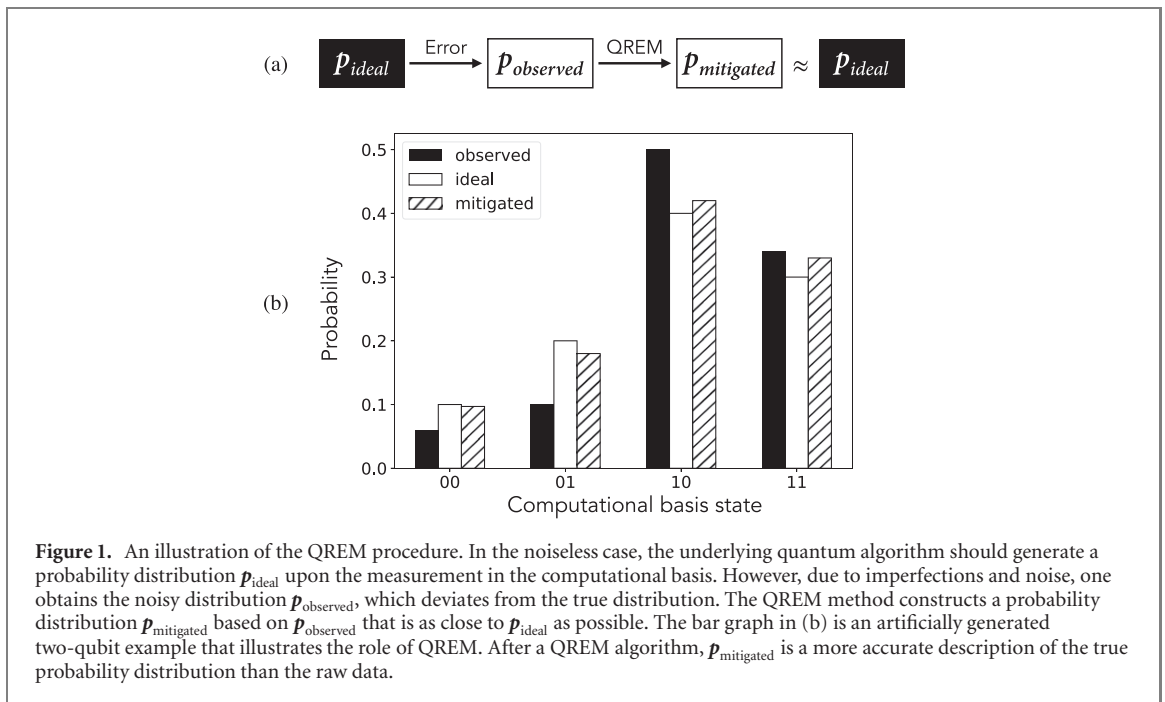 (a) p_ideal Error p_observed QREM p_mitigated ≈ p_ideal
(b)
Probability
0.5
0.4
0.3
0.2
0.1
0.0
observed
ideal
mitigated
00 01 10 11
Computational basis state
Figure 1. An illustration of the QREM procedure. In the noiseless case, the underlying quantum algorithm should generate a
probability distribution p_ideal upon the measurement in the computational basis. However, due to imperfections and noise, one
obtains the noisy distribution p_observed, which deviates from the true distribution. The QREM method constructs a probability
distribution p_mitigated based on p_observed that is as close to p_ideal as possible. The bar graph in (b) is an artificially generated
two-qubit example that illustrates the role of QREM. After a QREM algorithm, p_mitigated is a more accurate description of the true
probability distribution than the raw data.